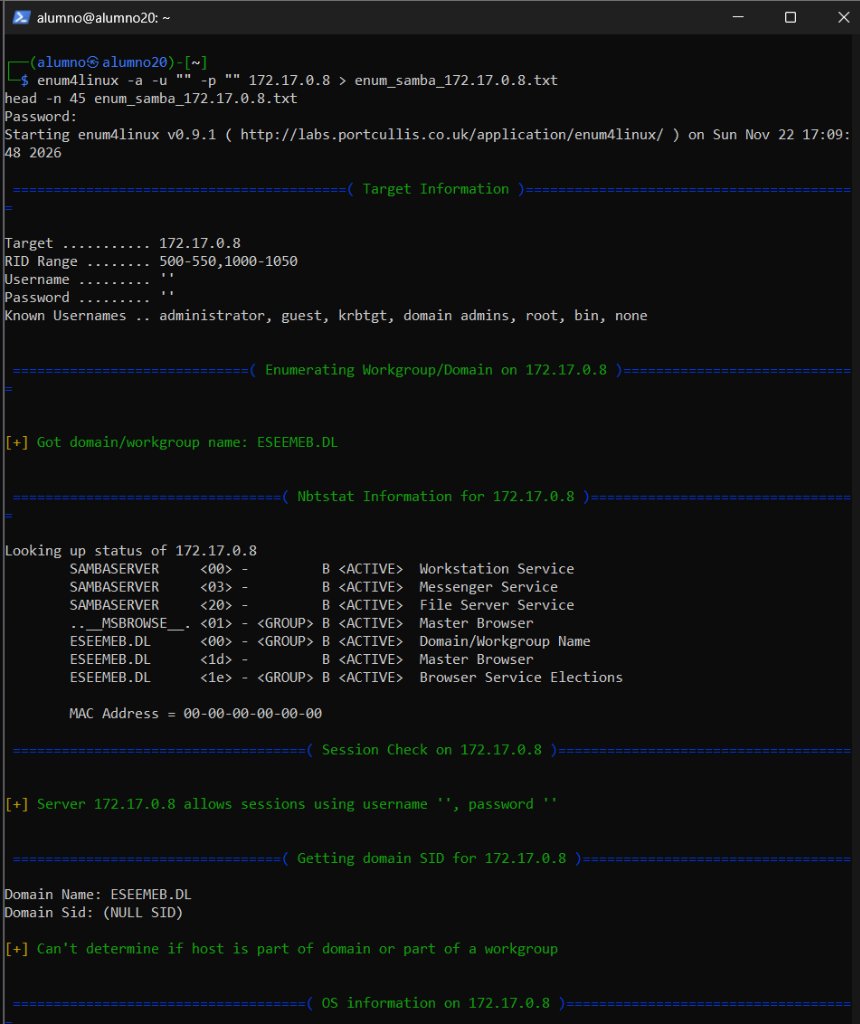 alumno@alumno20: ~
┌──(alumno㉿alumno20)-[~]
└─$ enum4linux -a -u "" -p "" 172.17.0.8 > enum_samba_172.17.0.8.txt
head -n 45 enum_samba_172.17.0.8.txt
Password:
Starting enum4linux v0.9.1 ( http://labs.portcullis.co.uk/application/enum4linux/ ) on Sun Nov 22 17:09:
48 2026
=========================================( Target Information )========================================
=
Target ........... 172.17.0.8
RID Range ........ 500-550,1000-1050
Username ......... ''
Password ......... ''
Known Usernames .. administrator, guest, krbtgt, domain admins, root, bin, none
=============================( Enumerating Workgroup/Domain on 172.17.0.8 )============================
=
[+] Got domain/workgroup name: ESEEMEB.DL
=================================( Nbtstat Information for 172.17.0.8 )================================
=
Looking up status of 172.17.0.8
SAMBASERVER     <00> -         B <ACTIVE>  Workstation Service
SAMBASERVER     <03> -         B <ACTIVE>  Messenger Service
SAMBASERVER     <20> -         B <ACTIVE>  File Server Service
..__MSBROWSE__. <01> - <GROUP> B <ACTIVE>  Master Browser
ESEEMEB.DL      <00> - <GROUP> B <ACTIVE>  Domain/Workgroup Name
ESEEMEB.DL      <1d> -         B <ACTIVE>  Master Browser
ESEEMEB.DL      <1e> - <GROUP> B <ACTIVE>  Browser Service Elections
MAC Address = 00-00-00-00-00-00
====================================( Session Check on 172.17.0.8 )====================================
[+] Server 172.17.0.8 allows sessions using username '', password ''
=================================( Getting domain SID for 172.17.0.8 )=================================
Domain Name: ESEEMEB.DL
Domain Sid: (NULL SID)
[+] Can't determine if host is part of domain or part of a workgroup
====================================( OS information on 172.17.0.8 )===================================